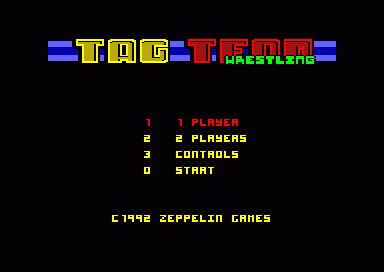 TAG TEAM
WRESTLING
1 1 PLAYER
2 2 PLAYERS
3 CONTROLS
0 START
C1992 ZEPPELIN GAMES